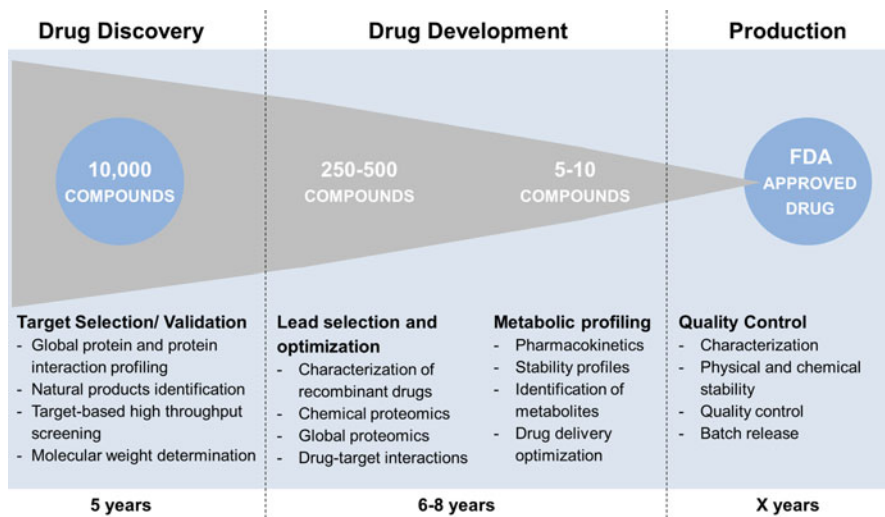 Drug Discovery
Drug Development
Production
10,000
COMPOUNDS
250-500
COMPOUNDS
5-10
COMPOUNDS
FDA
APPROVED
DRUG
Target Selection/ Validation
- Global protein and protein
interaction profiling
- Natural products identification
- Target-based high throughput
screening
- Molecular weight determination
Lead selection and
optimization
- Characterization of
recombinant drugs
- Chemical proteomics
- Global proteomics
- Drug-target interactions
Metabolic profiling
- Pharmacokinetics
- Stability profiles
- Identification of
metabolites
- Drug delivery
optimization
Quality Control
- Characterization
- Physical and chemical
stability
- Quality control
- Batch release
5 years
6-8 years
X years